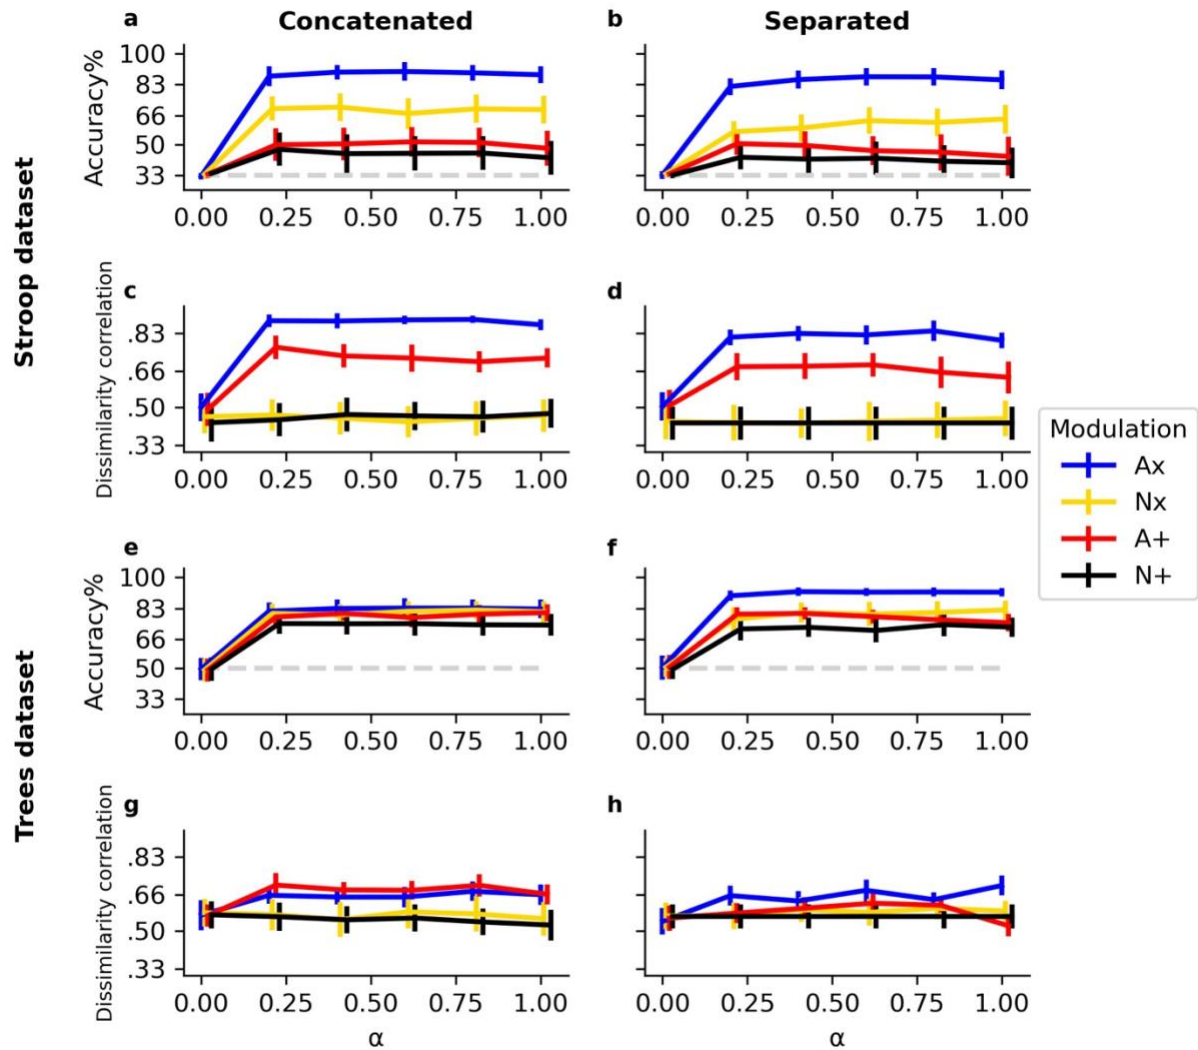 a Concatenated
b Separated
Stroop dataset
Accuracy%
100
83
66
50
33
0.00 0.25 0.50 0.75 1.00
0.00 0.25 0.50 0.75 1.00
c
d
Dissimilarity correlation
.83
.66
.50
.33
0.00 0.25 0.50 0.75 1.00
0.00 0.25 0.50 0.75 1.00
Modulation
Ax
Nx
A+
N+
Trees dataset
e
f
Accuracy%
100
83
66
50
33
0.00 0.25 0.50 0.75 1.00
0.00 0.25 0.50 0.75 1.00
g
h
Dissimilarity correlation
.83
.66
.50
.33
0.00 0.25 0.50 0.75 1.00
0.00 0.25 0.50 0.75 1.00
α
α